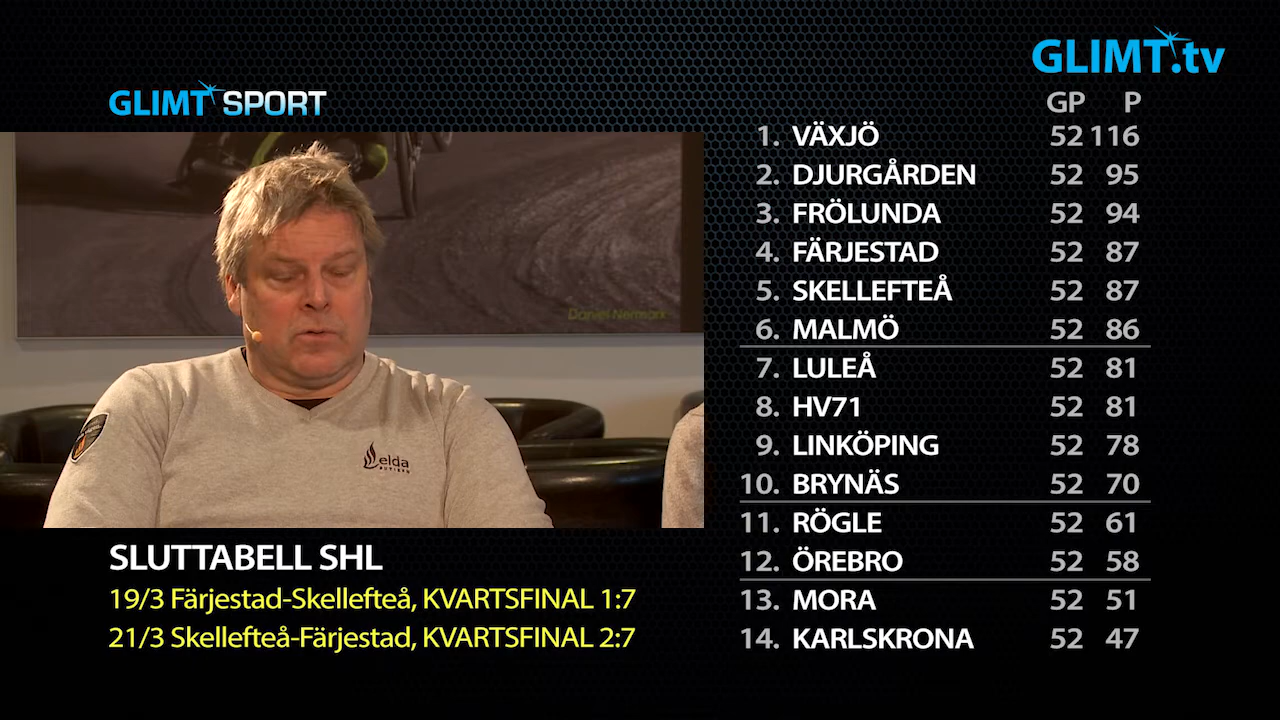 GLIMT.tv
GLIMT SPORT
GP P
1. VÄXJÖ 52 116
2. DJURGÅRDEN 52 95
3. FRÖLUNDA 52 94
4. FÄRJESTAD 52 87
5. SKELLEFTEÅ 52 87
6. MALMÖ 52 86
7. LULEÅ 52 81
8. HV71 52 81
9. LINKÖPING 52 78
10. BRYNÄS 52 70
11. RÖGLE 52 61
12. ÖREBRO 52 58
13. MORA 52 51
14. KARLSKRONA 52 47
Daniel Nermark
elda
SLUTTABELL SHL
19/3 Färjestad-Skellefteå, KVARTSFINAL 1:7
21/3 Skellefteå-Färjestad, KVARTSFINAL 2:7